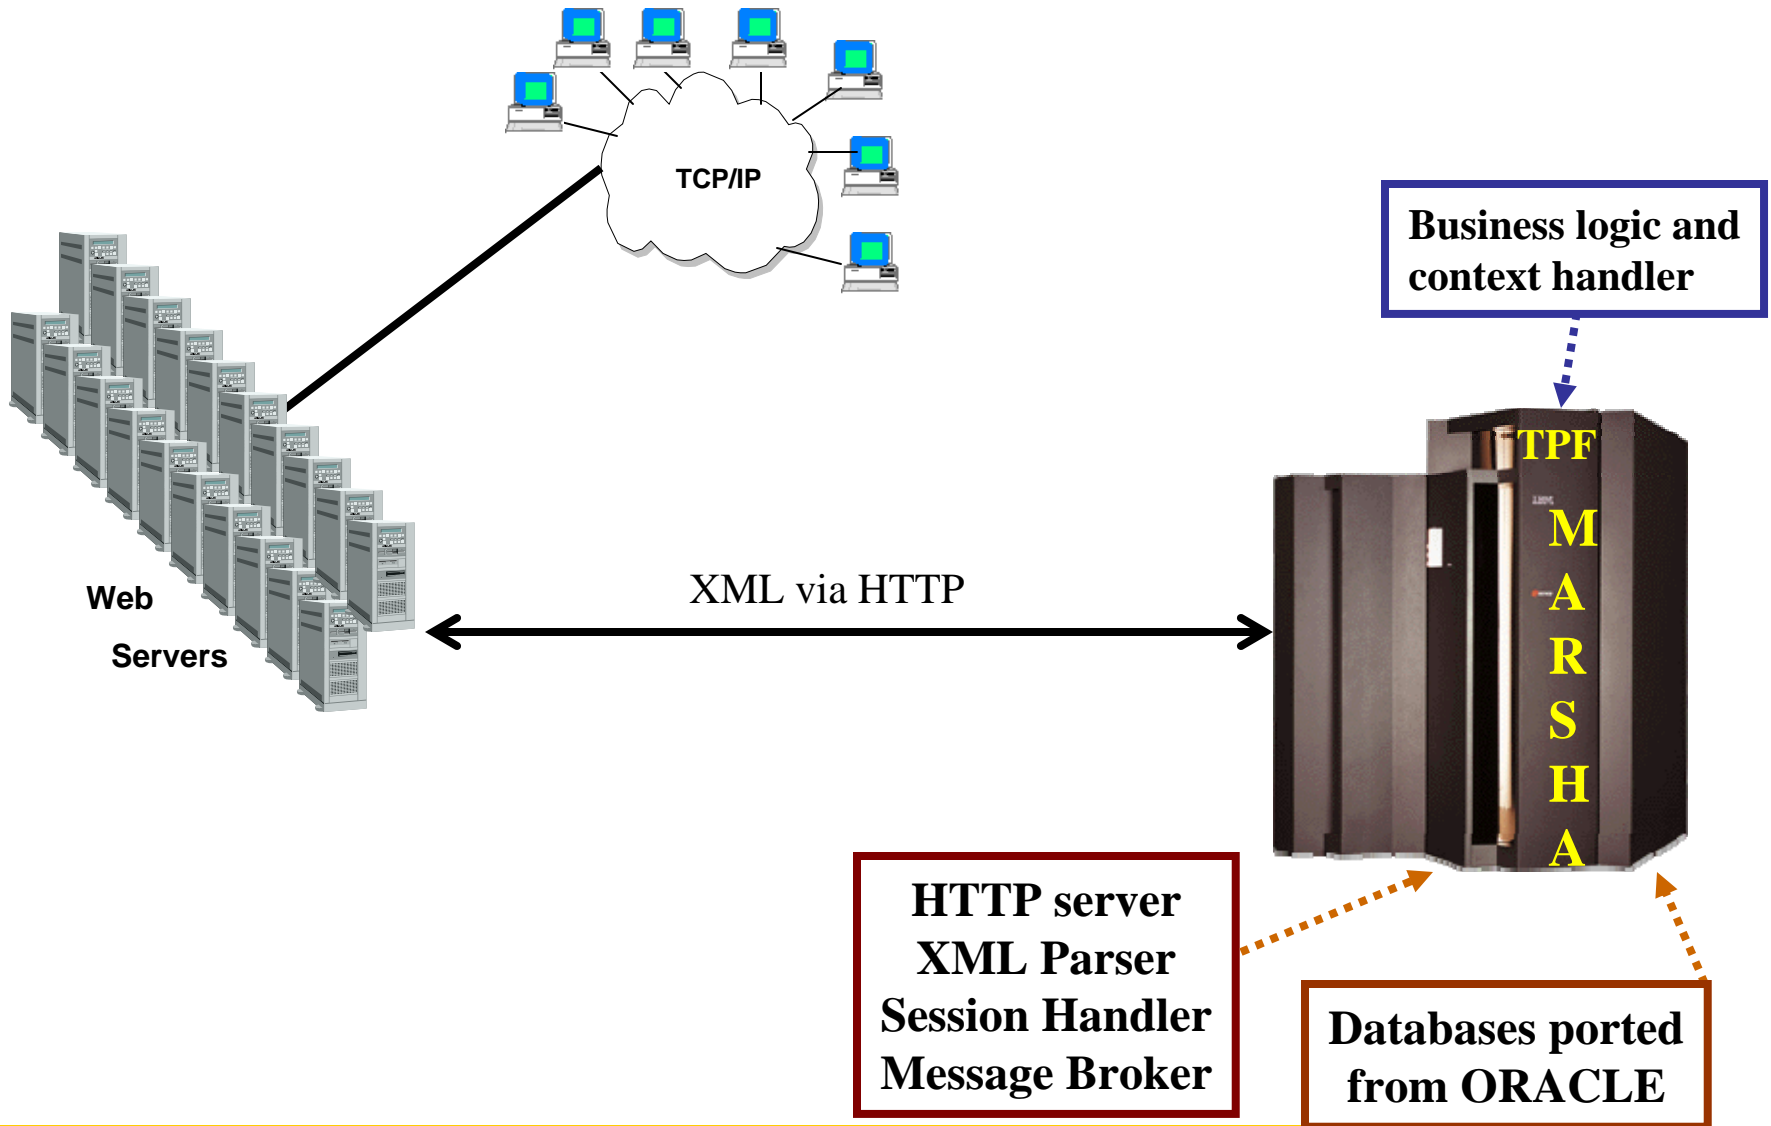 TCP/IP
Business logic and
context handler
TPF
M
A
R
S
H
A
XML via HTTP
Web
Servers
HTTP server
XML Parser
Session Handler
Message Broker
Databases ported
from ORACLE